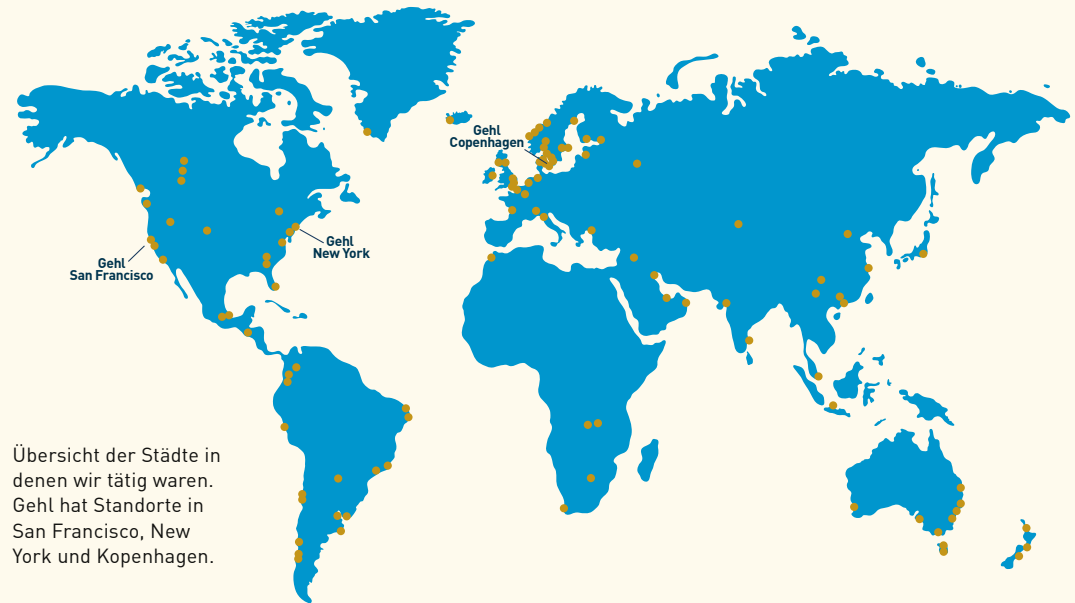 Gehl
Copenhagen
Gehl
New York
Gehl
San Francisco
Übersicht der Städte in
denen wir tätig waren.
Gehl hat Standorte in
San Francisco, New
York und Kopenhagen.